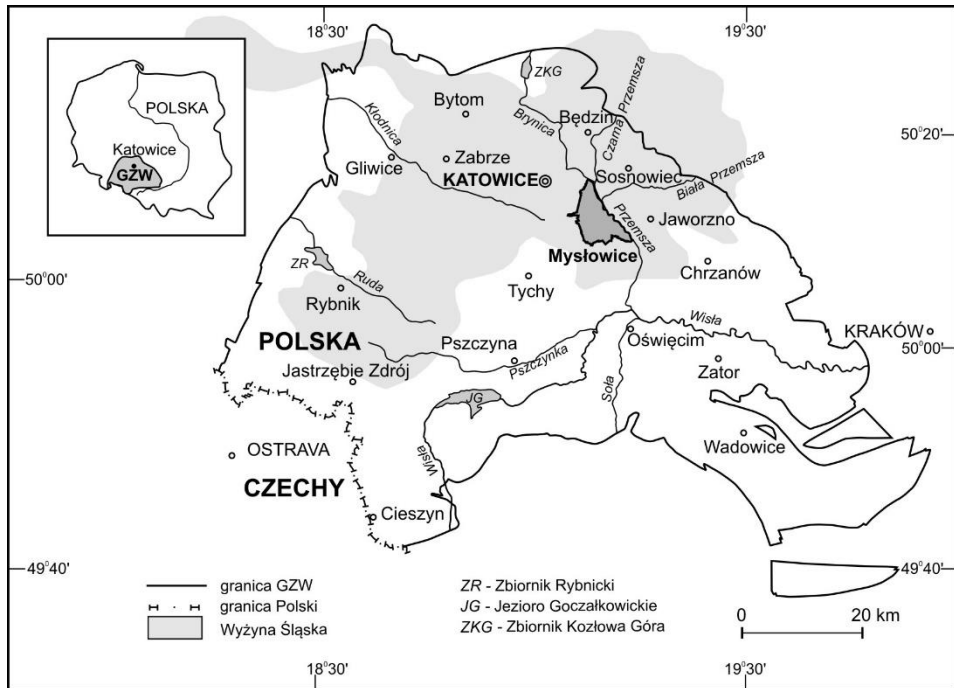 18°30'
19°30'
POLSKA
Katowice
GZW
ZKG
Bytom
Brynica
Będzin
Czarna Przemsza
50°20'
Kłodnica
Gliwice
Zabrze
KATOWICE
Sosnowiec
Biała Przemsza
Przemsza
Jaworzno
Mysłowice
Chrzanów
50°00'
ZR
Ruda
Rybnik
Tychy
POLSKA
Pszczyna
Pszczynka
Wisła
Oświęcim
KRAKÓW
50°00'
Jastrzębie Zdrój
JG
Soła
Zator
Wadowice
OSTRAVA
Wisła
CZECHY
Cieszyn
49°40'
49°40'
granica GZW
granica Polski
Wyżyna Śląska
ZR - Zbiornik Rybnicki
JG - Jezioro Goczałkowickie
ZKG - Zbiornik Kozłowa Góra
0 20 km
18°30'
19°30'